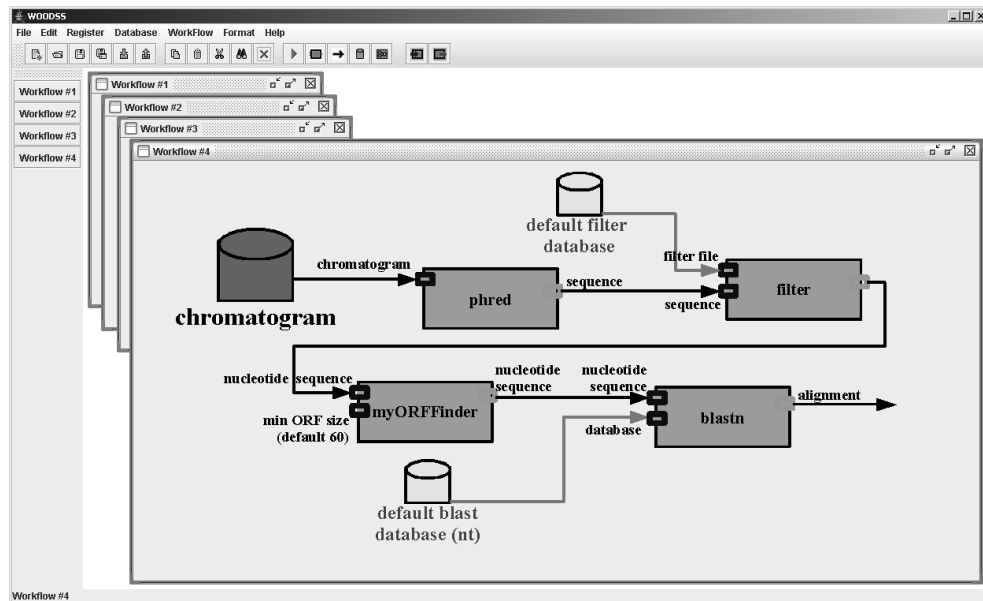 WOODSS
File Edit Register Database WorkFlow Format Help
Workflow #1
Workflow #2
Workflow #3
Workflow #4
Workflow #1
Workflow #2
Workflow #3
Workflow #4
default filter
database
chromatogram
chromatogram
phred
sequence
filter file
sequence
filter
nucleotide sequence
min ORF size
(default 60)
myORFFinder
nucleotide
sequence
nucleotide
sequence
database
blastn
alignment
default blast
database (nt)
Workflow #4